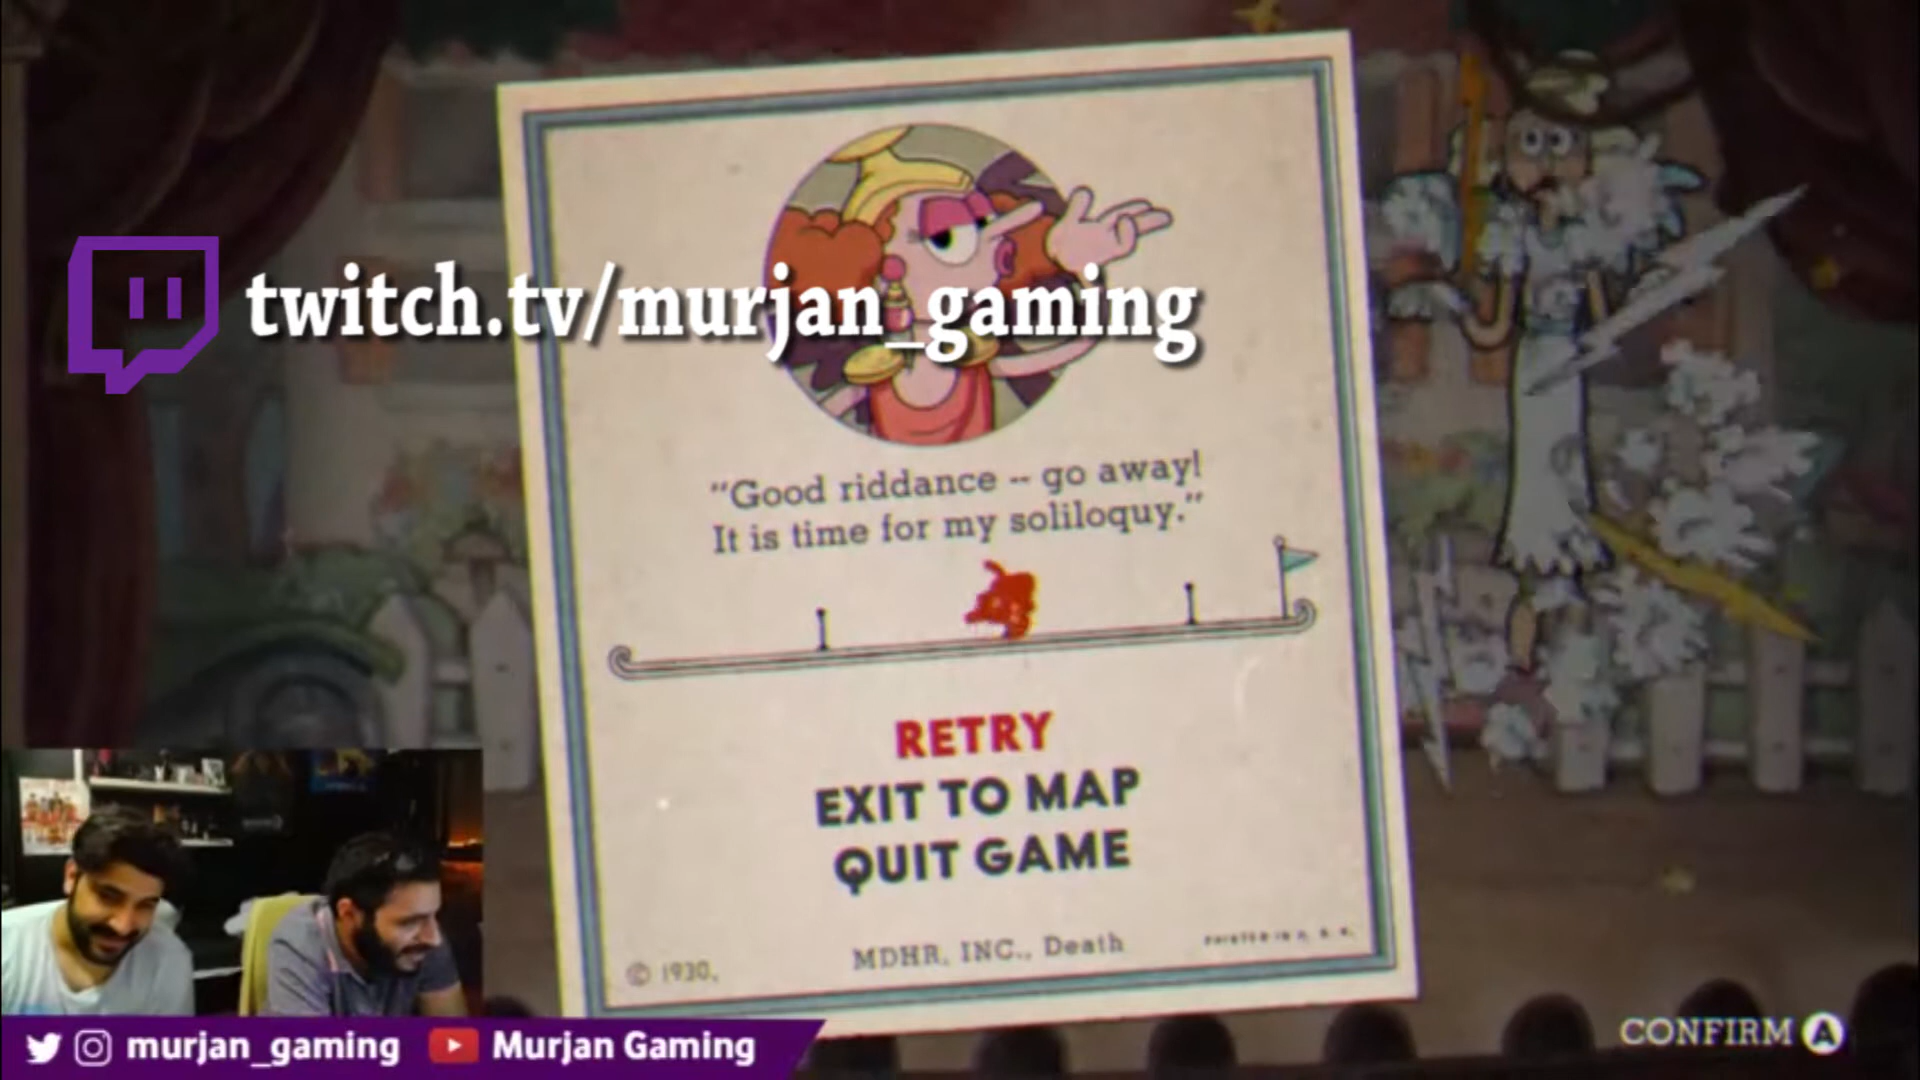 twitch.tv/murjan_gaming
"Good riddance -- go away!
It is time for my soliloquy."
RETRY
EXIT TO MAP
QUIT GAME
© 1930,
MDHR, INC., Death
CONFIRM A
murjan_gaming
Murjan Gaming